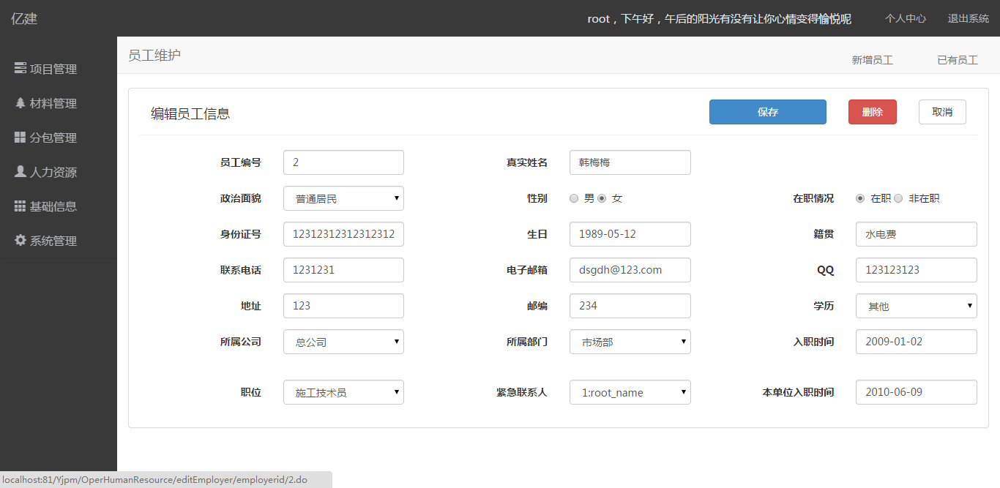 亿建
root，下午好，午后的阳光有没有让你心情变得愉悦呢 个人中心 退出系统
项目管理
材料管理
分包管理
人力资源
基础信息
系统管理
员工维护 新增员工 已有员工
编辑员工信息 保存 删除 取消
员工编号 2 真实姓名 韩梅梅
政治面貌 普通居民 性别 男 女 在职情况 在职 非在职
身份证号 12312312312312312 生日 1989-05-12 籍贯 水电费
联系电话 1231231 电子邮箱 dsgdh@123.com QQ 123123123
地址 123 邮编 234 学历 其他
所属公司 总公司 所属部门 市场部 入职时间 2009-01-02
职位 施工技术员 紧急联系人 1:root_name 本单位入职时间 2010-06-09
localhost:81/Yjpm/OperHumanResource/editEmployer/employerid/2.do